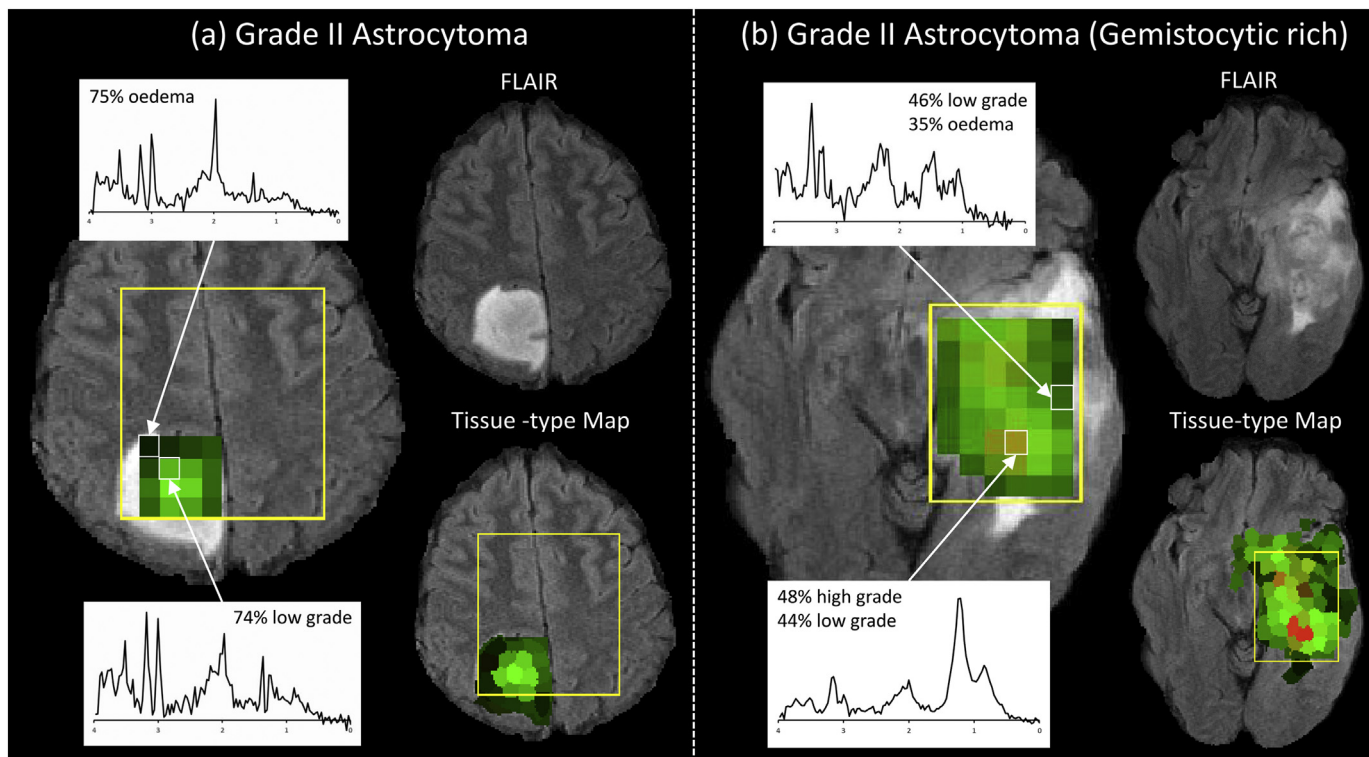 (a) Grade II Astrocytoma
75% oedema
4 3 2 1 0
FLAIR
Tissue -type Map
74% low grade
4 3 2 1 0
(b) Grade II Astrocytoma (Gemistocytic rich)
46% low grade
35% oedema
4 3 2 1 0
FLAIR
Tissue-type Map
48% high grade
44% low grade
4 3 2 1 0